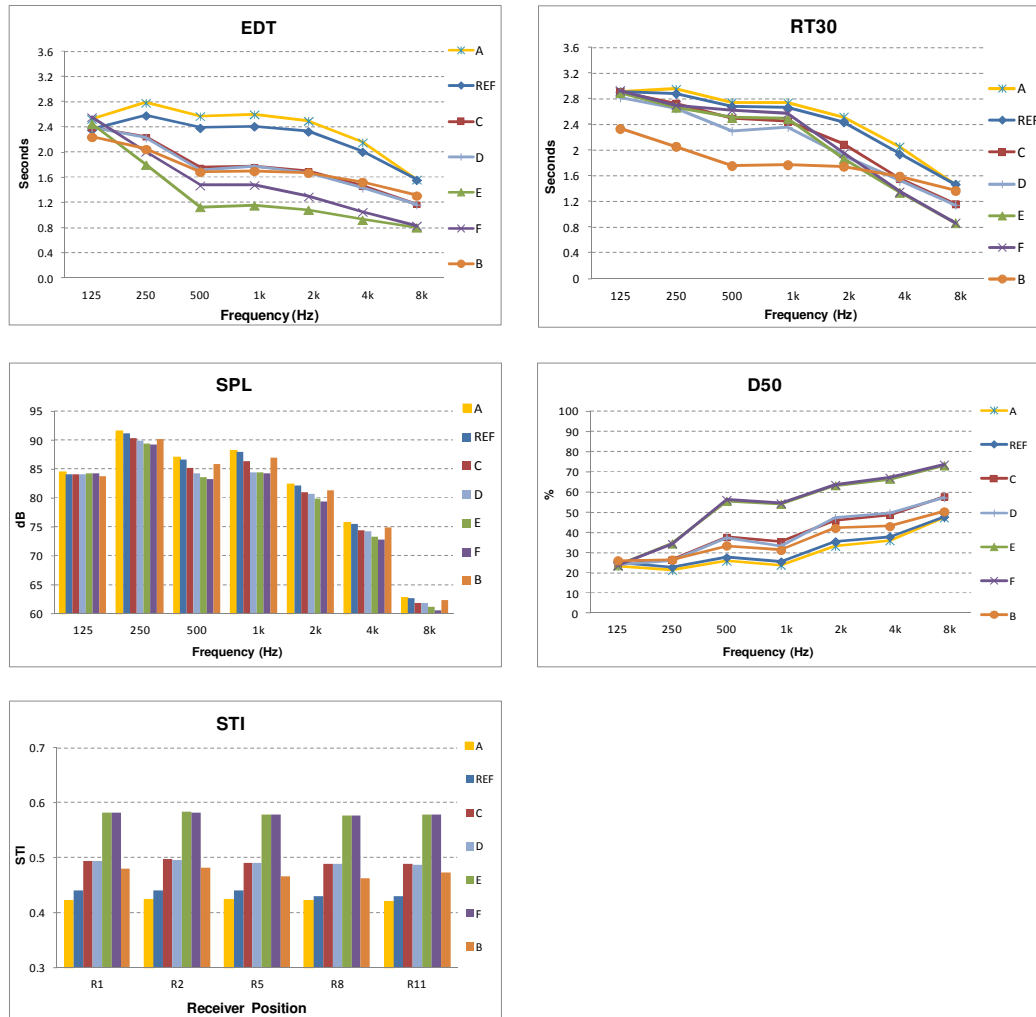 EDT
3.6
3.2
2.8
2.4
2.0
1.6
1.2
0.8
0.4
0.0
Seconds
125 250 500 1k 2k 4k 8k
Frequency (Hz)
A
REF
C
D
E
F
B
RT30
3.6
3.2
2.8
2.4
2
1.6
1.2
0.8
0.4
0
Seconds
125 250 500 1k 2k 4k 8k
Frequency (Hz)
A
REF
C
D
E
F
B
SPL
95
90
85
80
75
70
65
60
dB
125 250 500 1k 2k 4k 8k
Frequency (Hz)
A
REF
C
D
E
F
B
D50
100
90
80
70
60
50
40
30
20
10
0
%
125 250 500 1k 2k 4k 8k
Frequency (Hz)
A
REF
C
D
E
F
B
STI
0.7
0.6
0.5
0.4
0.3
STI
R1 R2 R5 R8 R11
Receiver Position
A
REF
C
D
E
F
B